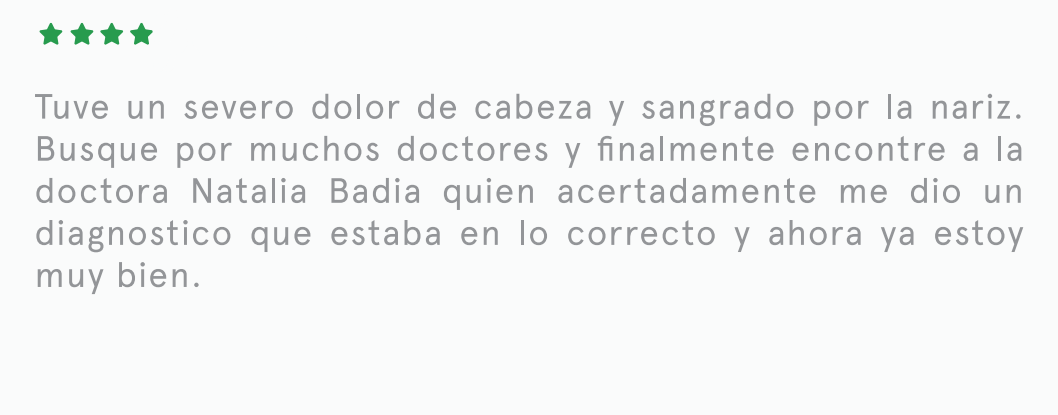 Tuve un severo dolor de cabeza y sangrado por la nariz.
Busque por muchos doctores y finalmente encontre a la
doctora Natalia Badia quien acertadamente me dio un
diagnostico que estaba en lo correcto y ahora ya estoy
muy bien.